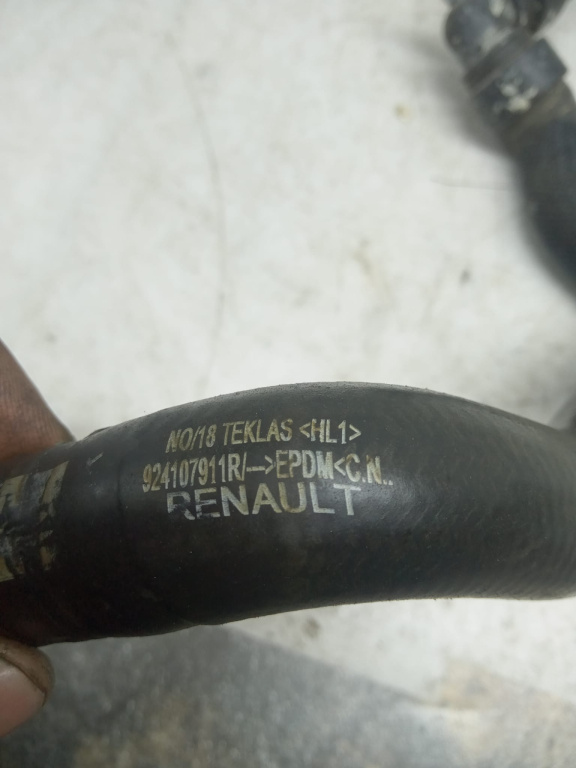 NO/18 TEKLAS <HL1>
924107911R/-->EPDM<C.N..
RENAULT